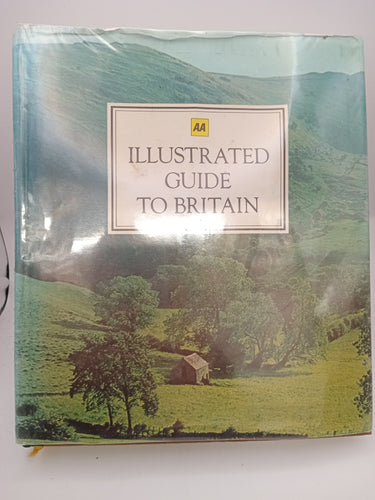 AA
ILLUSTRATED
GUIDE
TO BRITAIN